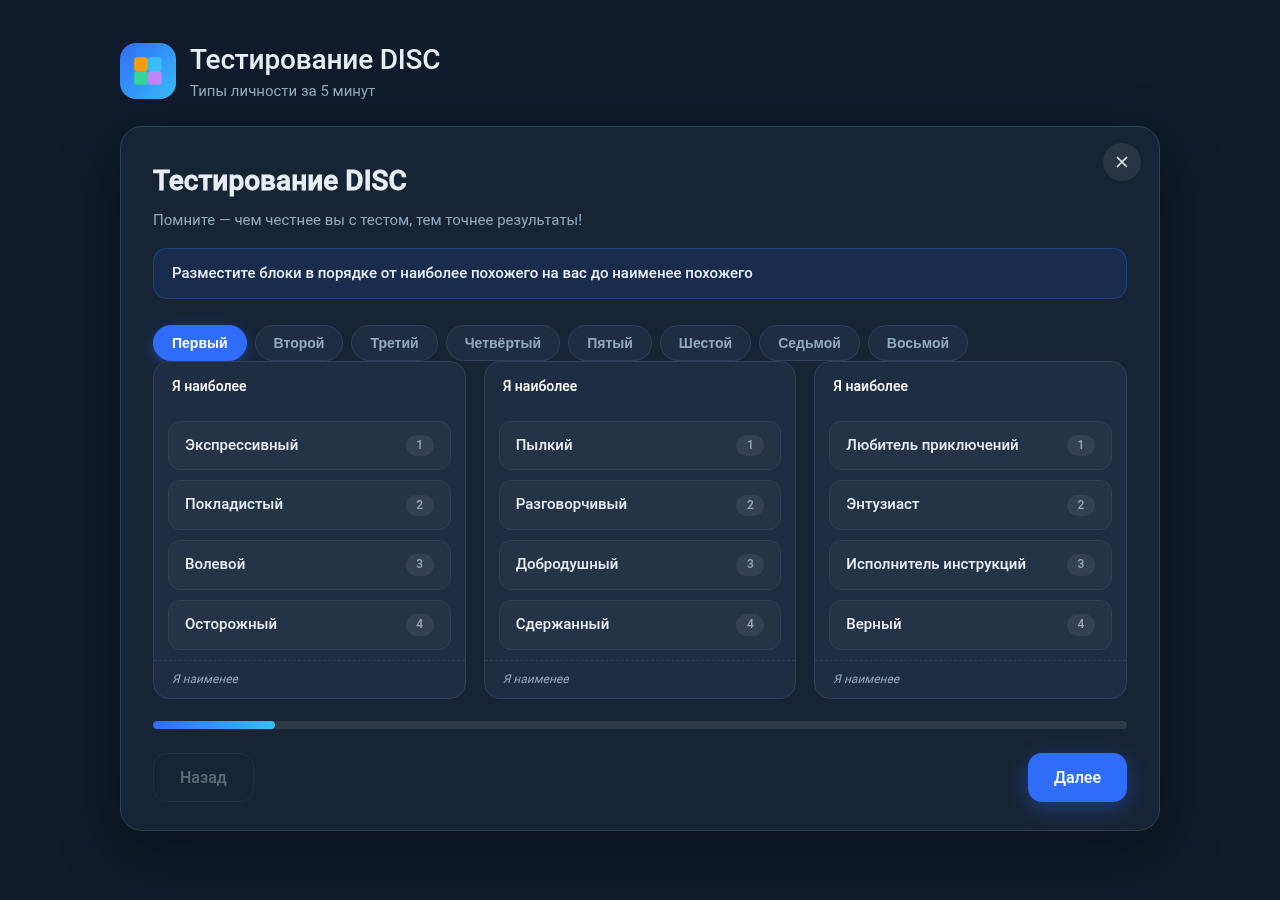 Тестирование DISC
Типы личности за 5 минут
Тестирование DISC
Помните — чем честнее вы с тестом, тем точнее результаты!
Разместите блоки в порядке от наиболее похожего на вас до наименее похожего
Первый Второй Третий Четвёртый Пятый Шестой Седьмой Восьмой
Я наиболее
Экспрессивный 1
Покладистый 2
Волевой 3
Осторожный 4
Я наименее
Я наиболее
Пылкий 1
Разговорчивый 2
Добродушный 3
Сдержанный 4
Я наименее
Я наиболее
Любитель приключений 1
Энтузиаст 2
Исполнитель инструкций 3
Верный 4
Я наименее
Назад
Далее